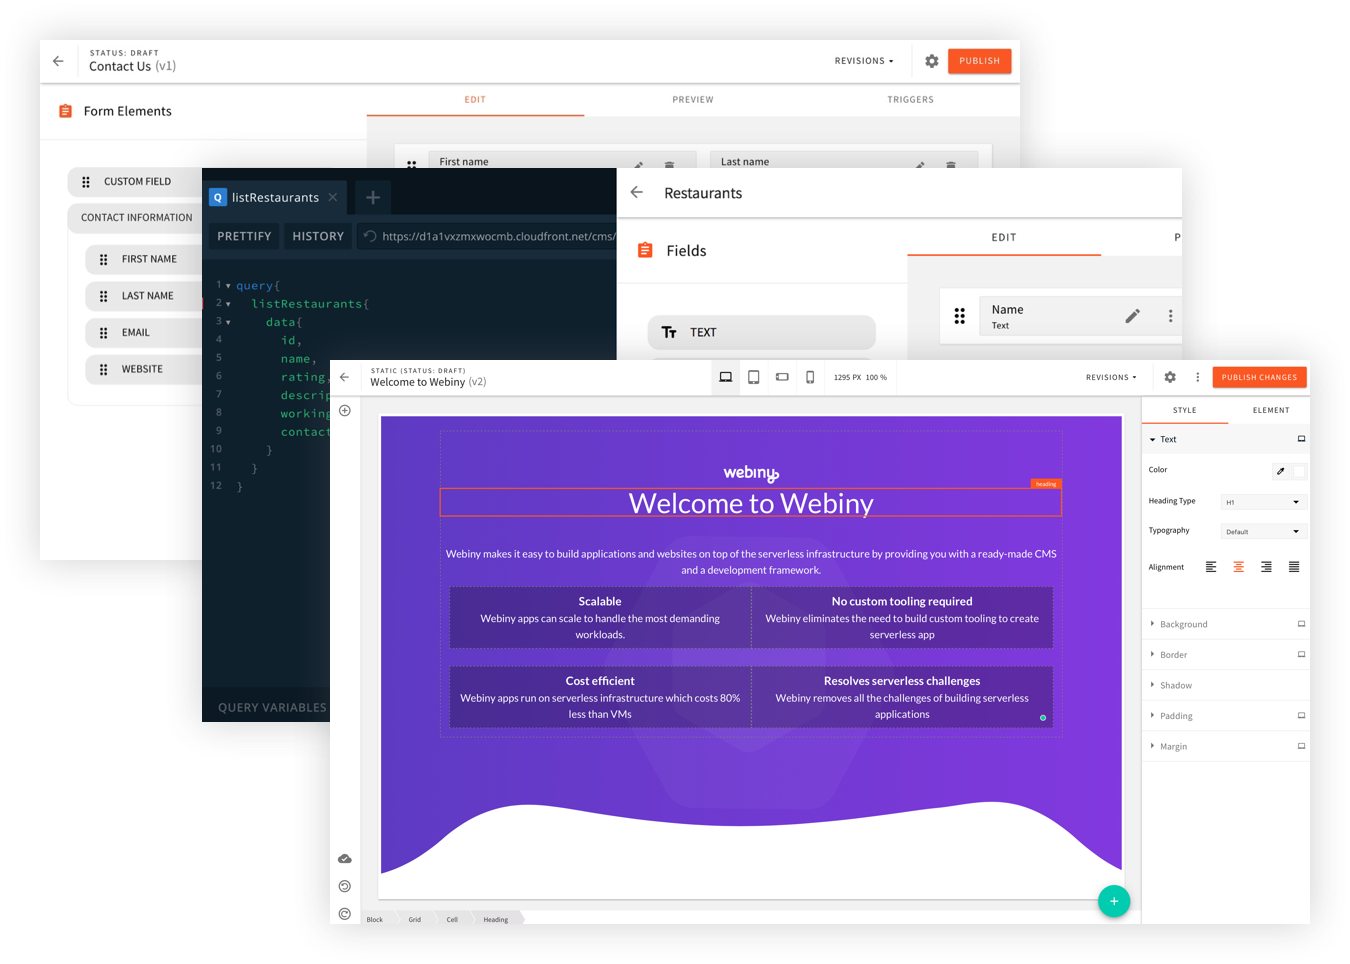 STATUS: DRAFT
Contact Us (v1)
REVISIONS
PUBLISH
Form Elements
EDIT
PREVIEW
TRIGGERS
First name
Last name
CUSTOM FIELD
CONTACT INFORMATION
FIRST NAME
LAST NAME
EMAIL
WEBSITE
Q listRestaurants
PRETTIFY
HISTORY
https://d1a1vxzmxwocmb.cloudfront.net/cms/
1 query{
2 listRestaurants{
3 data{
4 id,
5 name,
6 rating,
7 descrip
8 working
9 contact
10 }
11 }
12 }
QUERY VARIABLES
Restaurants
Fields
EDIT
P
TEXT
Name
Text
STATIC (STATUS: DRAFT)
Welcome to Webiny (v2)
1295 PX 100 %
REVISIONS
PUBLISH CHANGES
webiny
heading
Welcome to Webiny
Webiny makes it easy to build applications and websites on top of the serverless infrastructure by providing you with a ready-made CMS
and a development framework.
Scalable
Webiny apps can scale to handle the most demanding
workloads.
No custom tooling required
Webiny eliminates the need to build custom tooling to create
serverless app
Cost efficient
Webiny apps run on serverless infrastructure which costs 80%
less than VMs
Resolves serverless challenges
Webiny removes all the challenges of building serverless
applications
STYLE
ELEMENT
Text
Color
Heading Type
H1
Typography
Default
Alignment
Background
Border
Shadow
Padding
Margin
Block
Grid
Cell
Heading